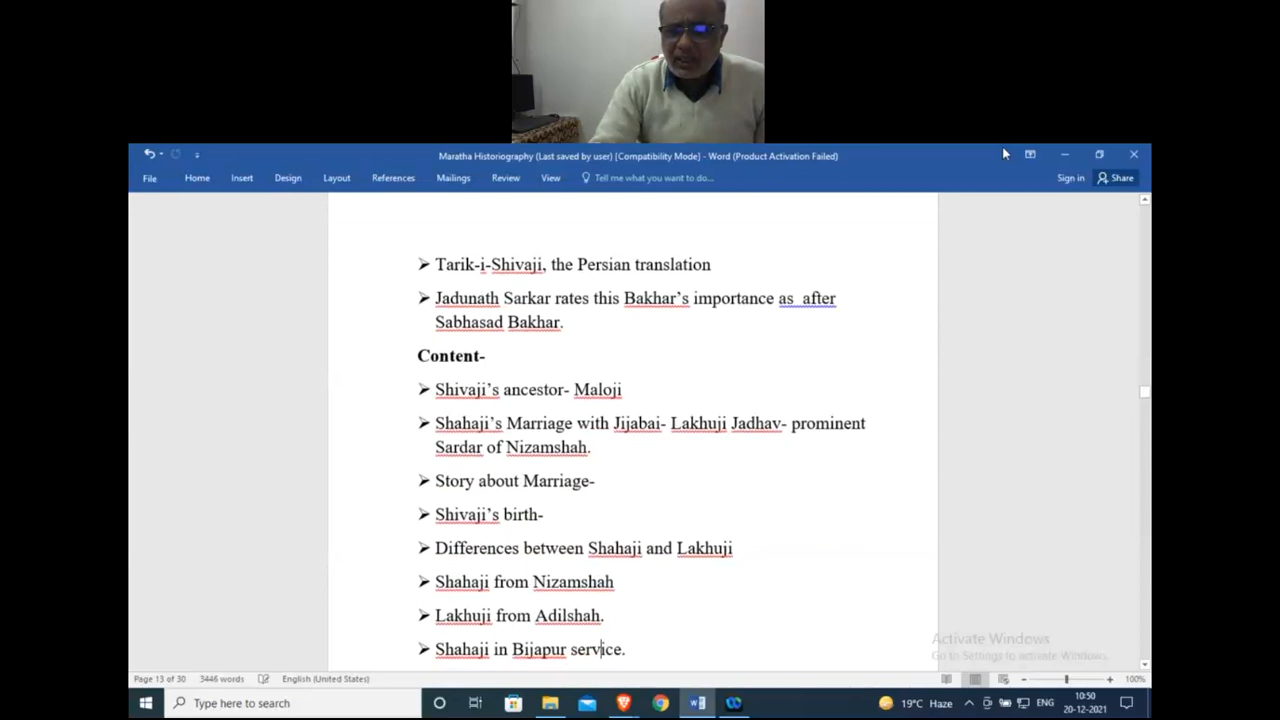 Maratha Historiography (Last saved by user) [Compatibility Mode] - Word (Product Activation Failed)
File Home Insert Design Layout References Mailings Review View Tell me what you want to do... Sign in Share
Tarik-i-Shivaji, the Persian translation
Jadunath Sarkar rates this Bakhar's importance as  after
Sabhasad Bakhar.
Content-
Shivaji's ancestor- Maloji
Shahaji's Marriage with Jijabai- Lakhuji Jadhav- prominent
Sardar of Nizamshah.
Story about Marriage-
Shivaji's birth-
Differences between Shahaji and Lakhuji
Shahaji from Nizamshah
Lakhuji from Adilshah.
Shahaji in Bijapur service.
Activate Windows
Go to Settings to activate Windows.
Page 13 of 30 3446 words English (United States) 100%
Type here to search 19°C Haze ENG 10:50
20-12-2021